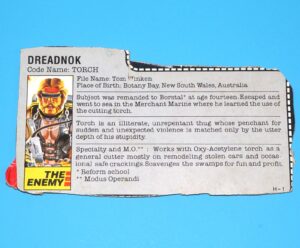 DREADNOK
Code Name: TORCH
File Name: Tom Winken
Place of Birth: Botany Bay, New South Wales, Australia
Subject was remanded to Borstal* at age fourteen. Escaped and
went to sea in the Merchant Marine where he learned the use
of the cutting torch.
Torch is an illiterate, unrepentant thug whose penchant for
sudden and unexpected violence is matched only by the utter
depth of his stupidity.
Specialty and M.O.** : Works with Oxy-Acetylene torch as a
general cutter mostly on remodeling stolen cars and occas-
ional safe crackings. Scavenges the swamps for fun and profit.
* Reform school
** Modus Operandi
THE
ENEMY
H-1